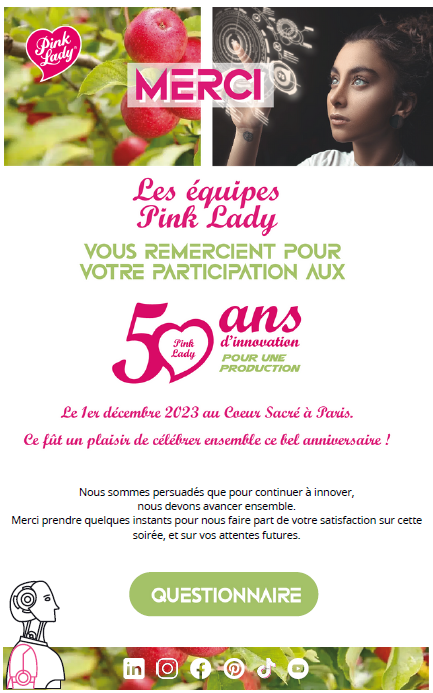 Pink
Lady
MERCI
Les équipes
Pink Lady
VOUS REMERCIENT POUR
VOTRE PARTICIPATION AUX
50 ans
Pink
Lady
d'innovation
POUR UNE
PRODUCTION
Le 1er décembre 2023 au Coeur Sacré à Paris.
Ce fût un plaisir de célébrer ensemble ce bel anniversaire !
Nous sommes persuadés que pour continuer à innover,
nous devons avancer ensemble.
Merci prendre quelques instants pour nous faire part de votre satisfaction sur cette
soirée, et sur vos attentes futures.
QUESTIONNAIRE